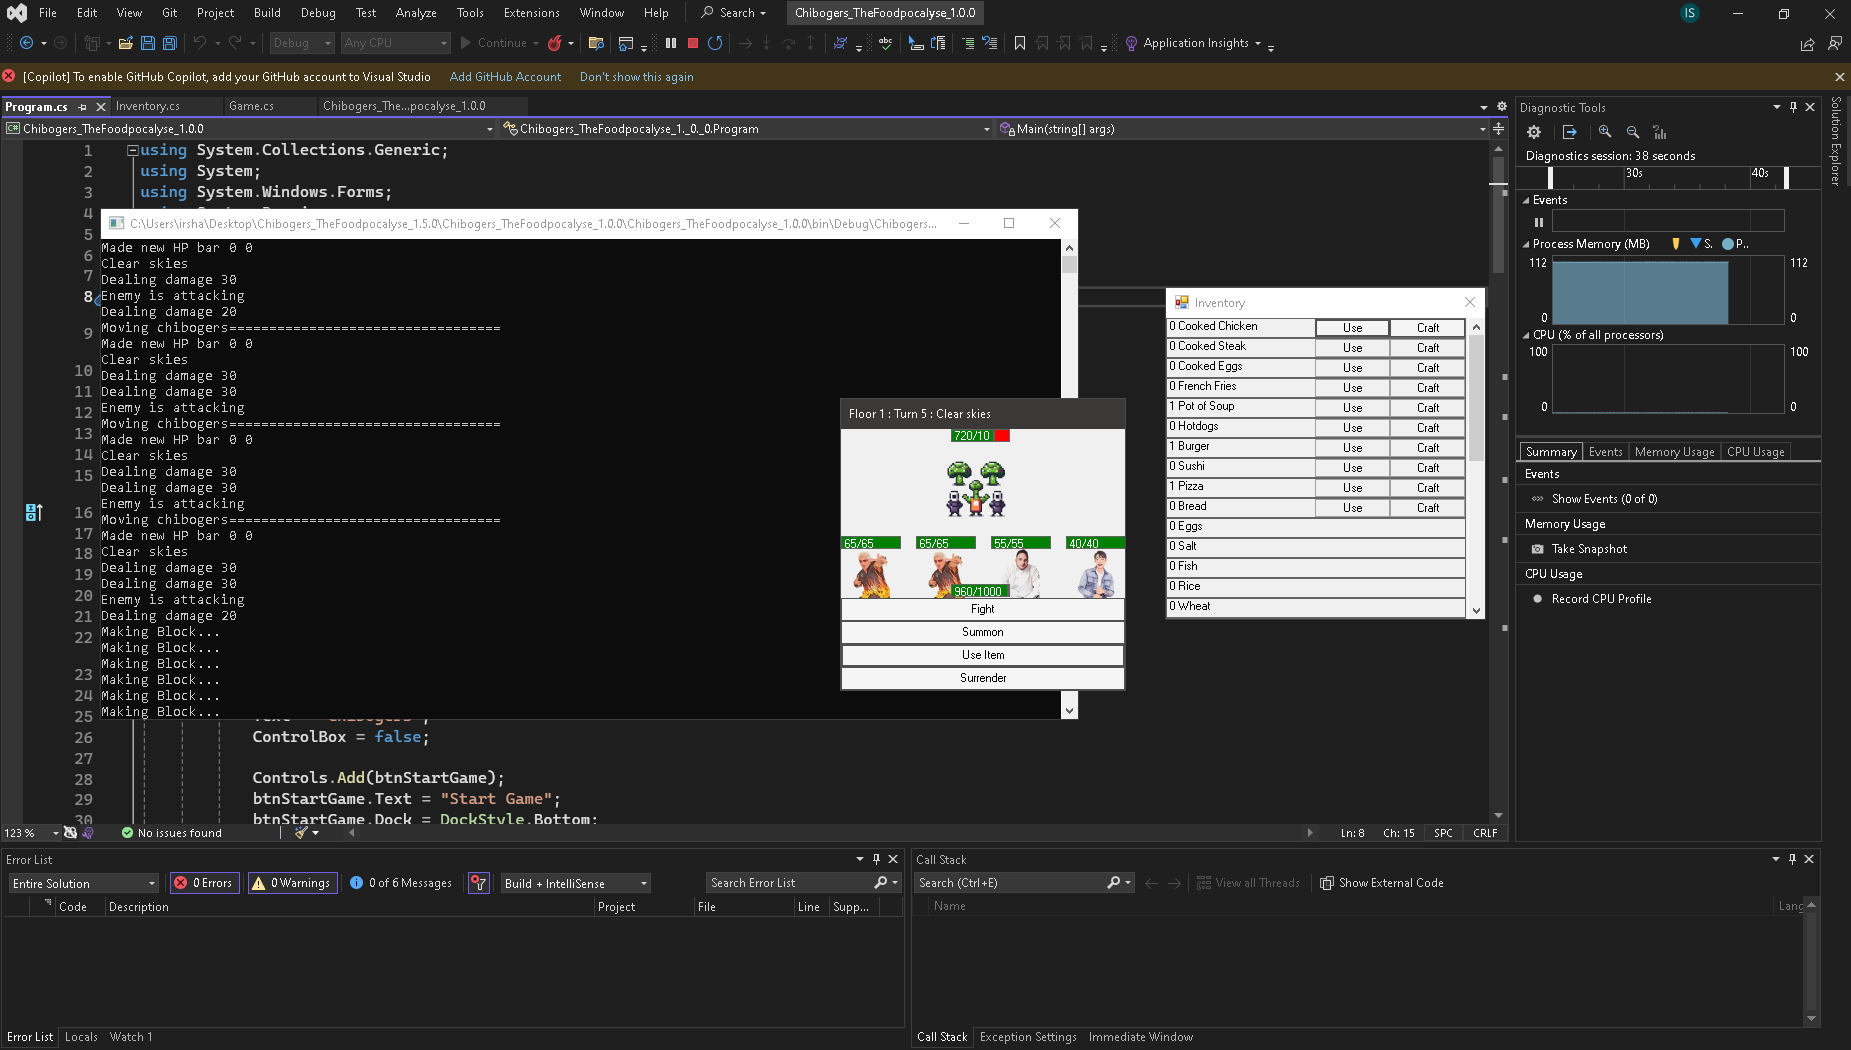 File Edit View Git Project Build Debug Test Analyze Tools Extensions Window Help Search Chibogers_TheFoodpocalyse_1.0.0 IS
Debug Any CPU Continue Application Insights
[Copilot] To enable GitHub Copilot, add your GitHub account to Visual Studio Add GitHub Account Don't show this again
Program.cs Inventory.cs Game.cs Chibogers_The...pocalyse_1.0.0
Chibogers_TheFoodpocalyse_1.0.0 Chibogers_TheFoodpocalyse_1._0._0.Program Main(string[] args)
1 using System.Collections.Generic;
2 using System;
3 using System.Windows.Forms;
4
5
6
7
8
9
10
11
12
13
14
15
16
17
18
19
20
21
22
23
24
25
26 ControlBox = false;
27
28 Controls.Add(btnStartGame);
29 btnStartGame.Text = "Start Game";
30 btnStartGame.Dock = DockStyle.Bottom;
C:\Users\irsha\Desktop\Chibogers_TheFoodpocalyse_1.5.0\Chibogers_TheFoodpocalyse_1.0.0\Chibogers_TheFoodpocalyse_1.0.0\bin\Debug\Chibogers...
Made new HP bar 0 0
Clear skies
Dealing damage 30
Enemy is attacking
Dealing damage 20
Moving chibogers==================================
Made new HP bar 0 0
Clear skies
Dealing damage 30
Dealing damage 30
Enemy is attacking
Moving chibogers==================================
Made new HP bar 0 0
Clear skies
Dealing damage 30
Dealing damage 30
Enemy is attacking
Moving chibogers==================================
Made new HP bar 0 0
Clear skies
Dealing damage 30
Dealing damage 30
Enemy is attacking
Dealing damage 20
Making Block...
Making Block...
Making Block...
Making Block...
Making Block...
Making Block...
Floor 1 : Turn 5 : Clear skies
720/10
65/65 65/65 55/55 40/40
960/1000
Fight
Summon
Use Item
Surrender
Inventory
0 Cooked Chicken Use Craft
0 Cooked Steak Use Craft
0 Cooked Eggs Use Craft
0 French Fries Use Craft
1 Pot of Soup Use Craft
0 Hotdogs Use Craft
1 Burger Use Craft
0 Sushi Use Craft
1 Pizza Use Craft
0 Bread Use Craft
0 Eggs
0 Salt
0 Fish
0 Rice
0 Wheat
Diagnostic Tools
Diagnostics session: 38 seconds
30s 40s
Events
Process Memory (MB) S. P..
112 112
0 0
CPU (% of all processors)
100 100
0 0
Summary Events Memory Usage CPU Usage
Events
Show Events (0 of 0)
Memory Usage
Take Snapshot
CPU Usage
Record CPU Profile
Solution Explorer
123 % No issues found Ln: 8 Ch: 15 SPC CRLF
Error List
Entire Solution 0 Errors 0 Warnings 0 of 6 Messages Build + IntelliSense Search Error List
Code Description Project File Line Supp...
Error List Locals Watch 1
Call Stack
Search (Ctrl+E) View all Threads Show External Code
Name Lang
Call Stack Exception Settings Immediate Window